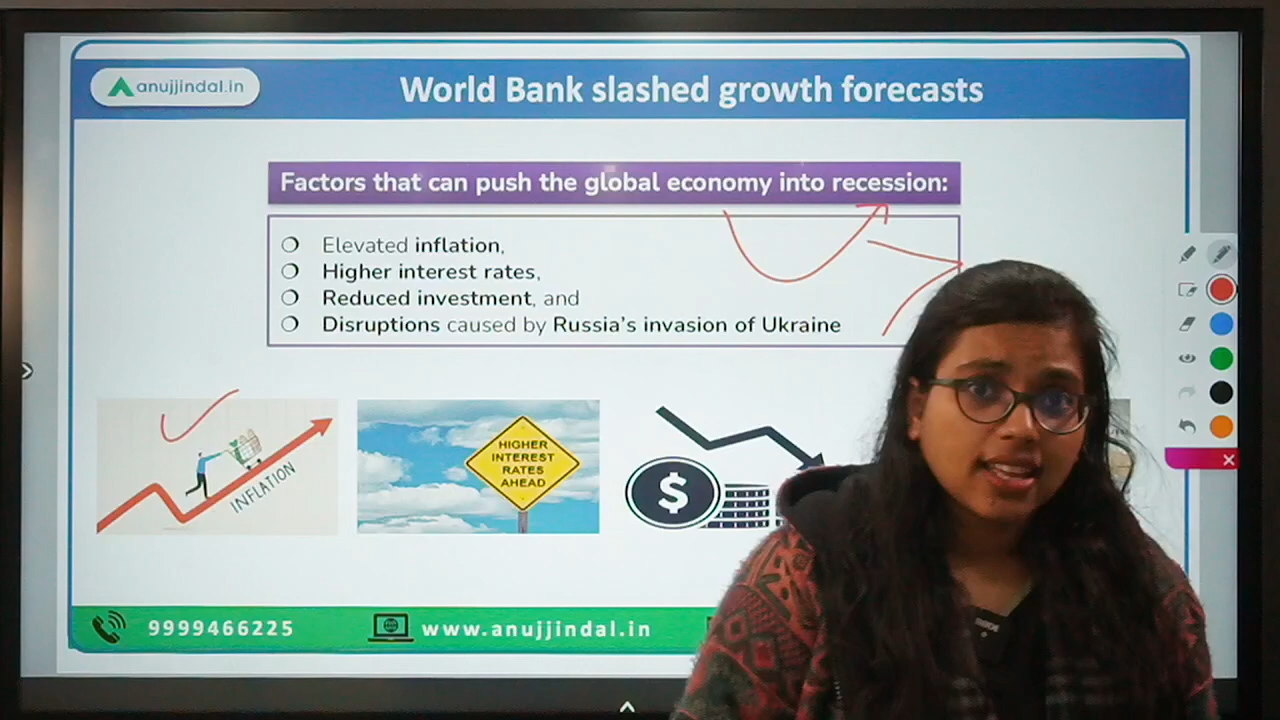 anujjindal.in
World Bank slashed growth forecasts
Factors that can push the global economy into recession:
Elevated inflation,
Higher interest rates,
Reduced investment, and
Disruptions caused by Russia's invasion of Ukraine
INFLATION
HIGHER
INTEREST
RATES
AHEAD
$
9999466225
www.anujjindal.in